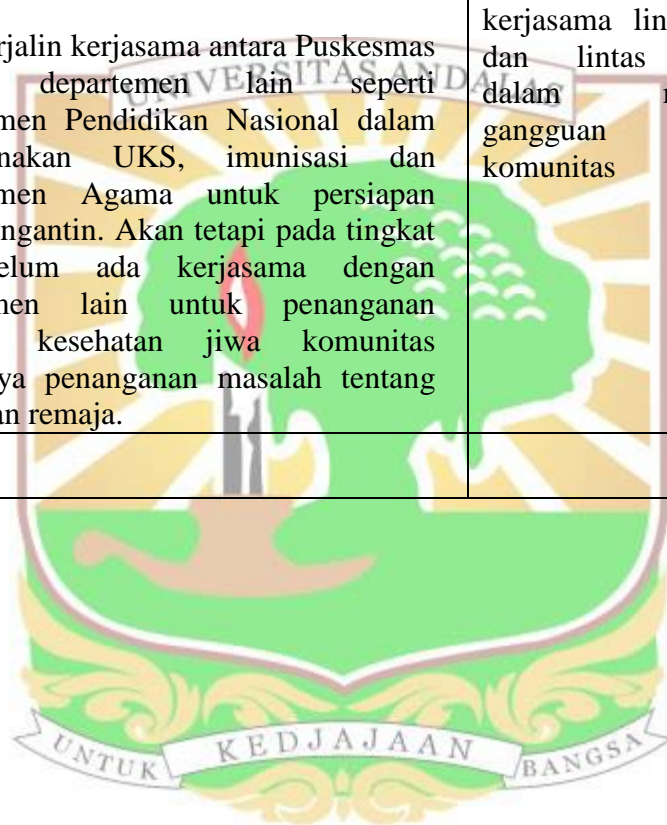 rjalin kerjasama antara Puskesmas
departemen lain seperti
men Pendidikan Nasional dalam
nakan UKS, imunisasi dan
men Agama untuk persiapan
ngantin. Akan tetapi pada tingkat
elum ada kerjasama dengan
nen lain untuk penanganan
kesehatan jiwa komunitas
ya penanganan masalah tentang
an remaja.
kerjasama lin
dan lintas
dalam
gangguan
komunitas
UNIVERSITAS ANDALAS
UNTUK KEDJAJAAN BANGSA